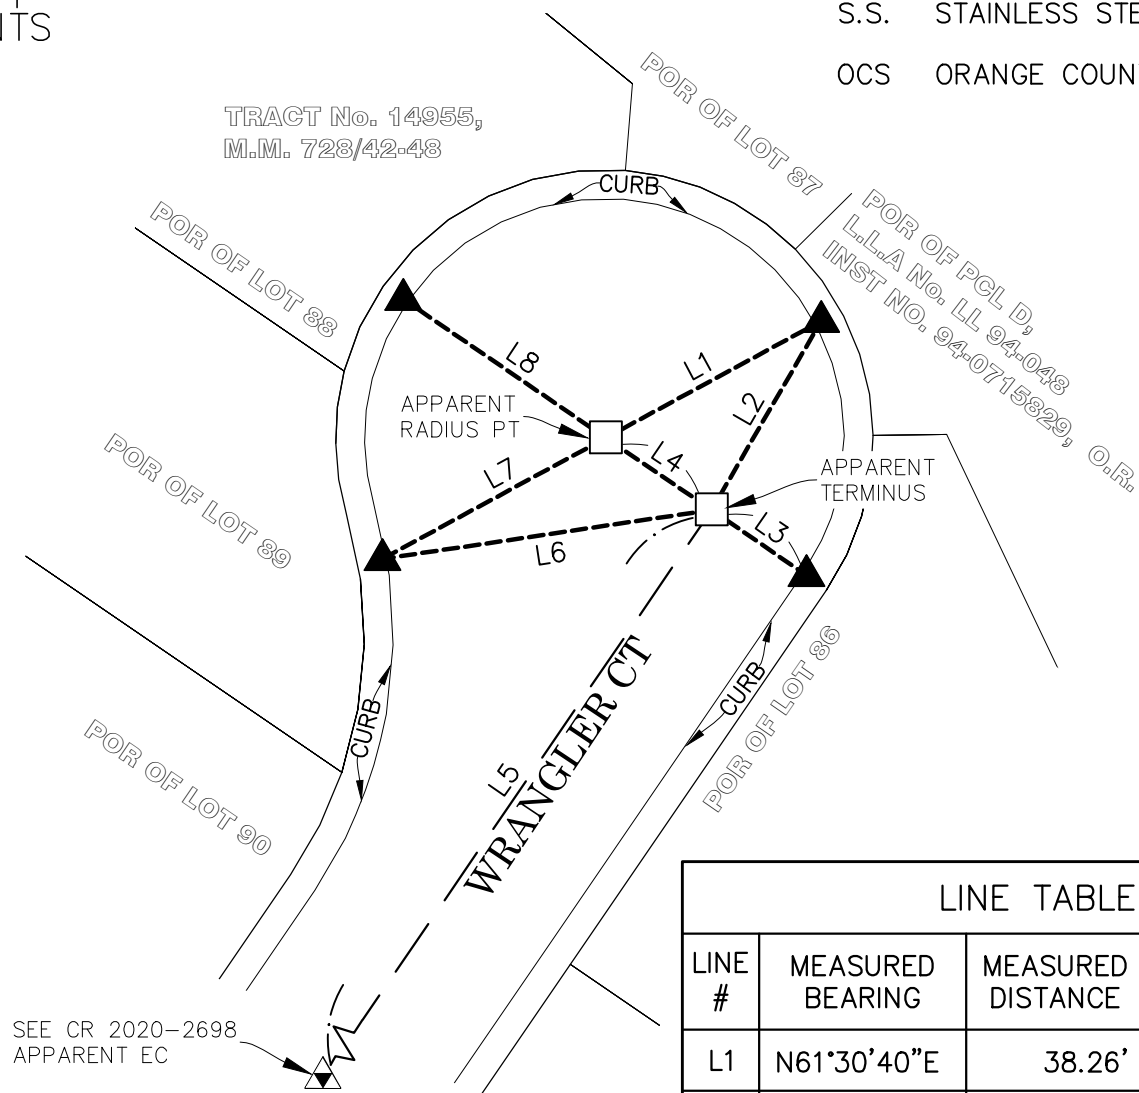 NTS
S.S. STAINLESS STE
OCS ORANGE COUN
TRACT No. 14955,
M.M. 728/42-48
POR OF LOT 87
CURB
POR OF PCL D,
L.L.A No. LL 94-048
INST NO. 94-0715829, O.R.
POR OF LOT 88
L8
L1
L2
APPARENT
RADIUS PT
L4
L7
APPARENT
TERMINUS
L3
POR OF LOT 89
L6
WRANGLER CT
L5
CURB
CURB
POR OF LOT 86
POR OF LOT 90
SEE CR 2020-2698
APPARENT EC
LINE TABLE
LINE # MEASURED BEARING MEASURED DISTANCE
L1 N61°30'40"E 38.26'